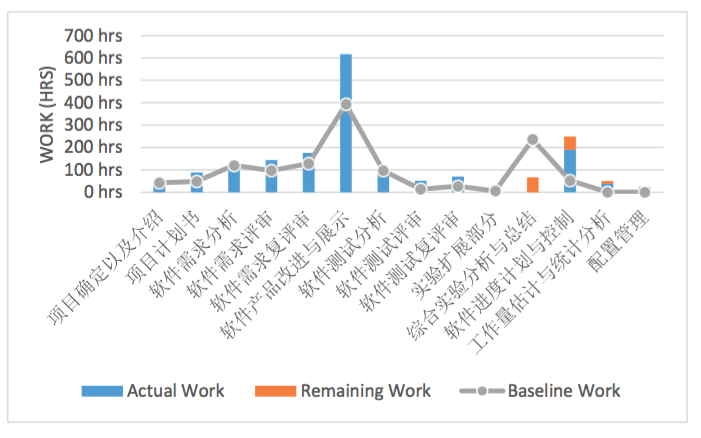 700 hrs
600 hrs
500 hrs
400 hrs
300 hrs
200 hrs
100 hrs
0 hrs
WORK (HRS)
项目确定以及介绍
项目计划书
软件需求分析
软件需求评审
软件需求复评审
软件产品改进与展示
软件测试分析
软件测试评审
软件测试复评审
实验扩展部分
综合实验分析与总结
软件进度计划与控制
工作量估计与统计分析
配置管理
Actual Work
Remaining Work
Baseline Work